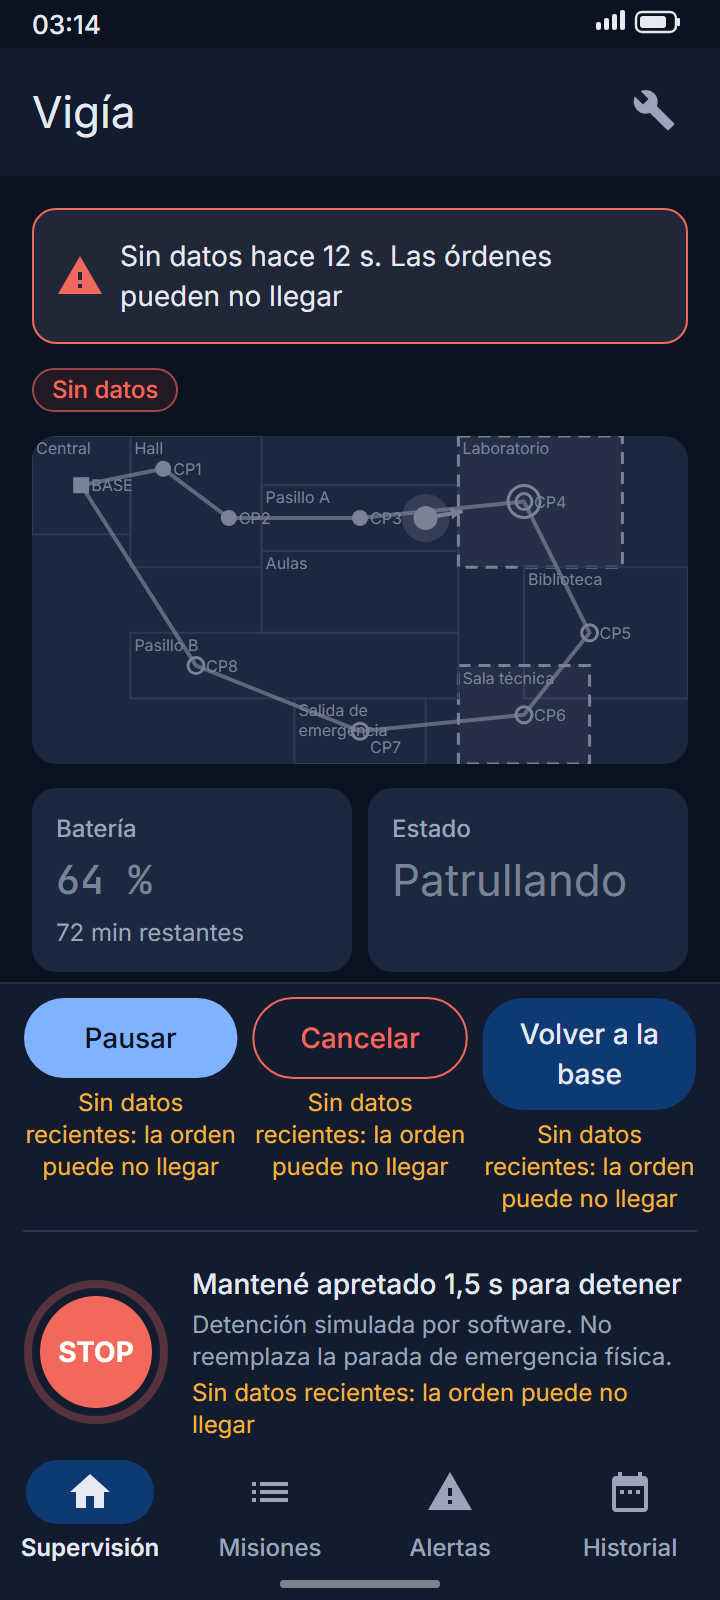 03:14
Vigía
Sin datos hace 12 s. Las órdenes
pueden no llegar
Sin datos
Central
Hall
Laboratorio
BASE
CP1
Pasillo A
CP2
CP3
CP4
Aulas
Biblioteca
CP5
Pasillo B
CP8
Sala técnica
Salida de
emergencia
CP7
CP6
Batería
64 %
72 min restantes
Estado
Patrullando
Pausar
Sin datos
recientes: la orden
puede no llegar
Cancelar
Sin datos
recientes: la orden
puede no llegar
Volver a la
base
Sin datos
recientes: la orden
puede no llegar
STOP
Mantené apretado 1,5 s para detener
Detención simulada por software. No
reemplaza la parada de emergencia física.
Sin datos recientes: la orden puede no
llegar
Supervisión
Misiones
Alertas
Historial